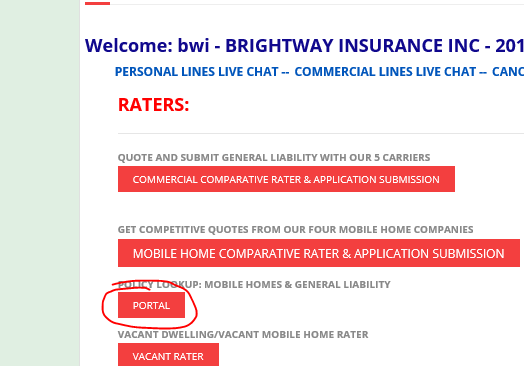 Welcome: bwi - BRIGHTWAY INSURANCE INC - 201
PERSONAL LINES LIVE CHAT -- COMMERCIAL LINES LIVE CHAT -- CANC
RATERS:
QUOTE AND SUBMIT GENERAL LIABILITY WITH OUR 5 CARRIERS
COMMERCIAL COMPARATIVE RATER & APPLICATION SUBMISSION
GET COMPETITIVE QUOTES FROM OUR FOUR MOBILE HOME COMPANIES
MOBILE HOME COMPARATIVE RATER & APPLICATION SUBMISSION
POLICY LOOKUP: MOBILE HOMES & GENERAL LIABILITY
PORTAL
VACANT DWELLING/VACANT MOBILE HOME RATER
VACANT RATER